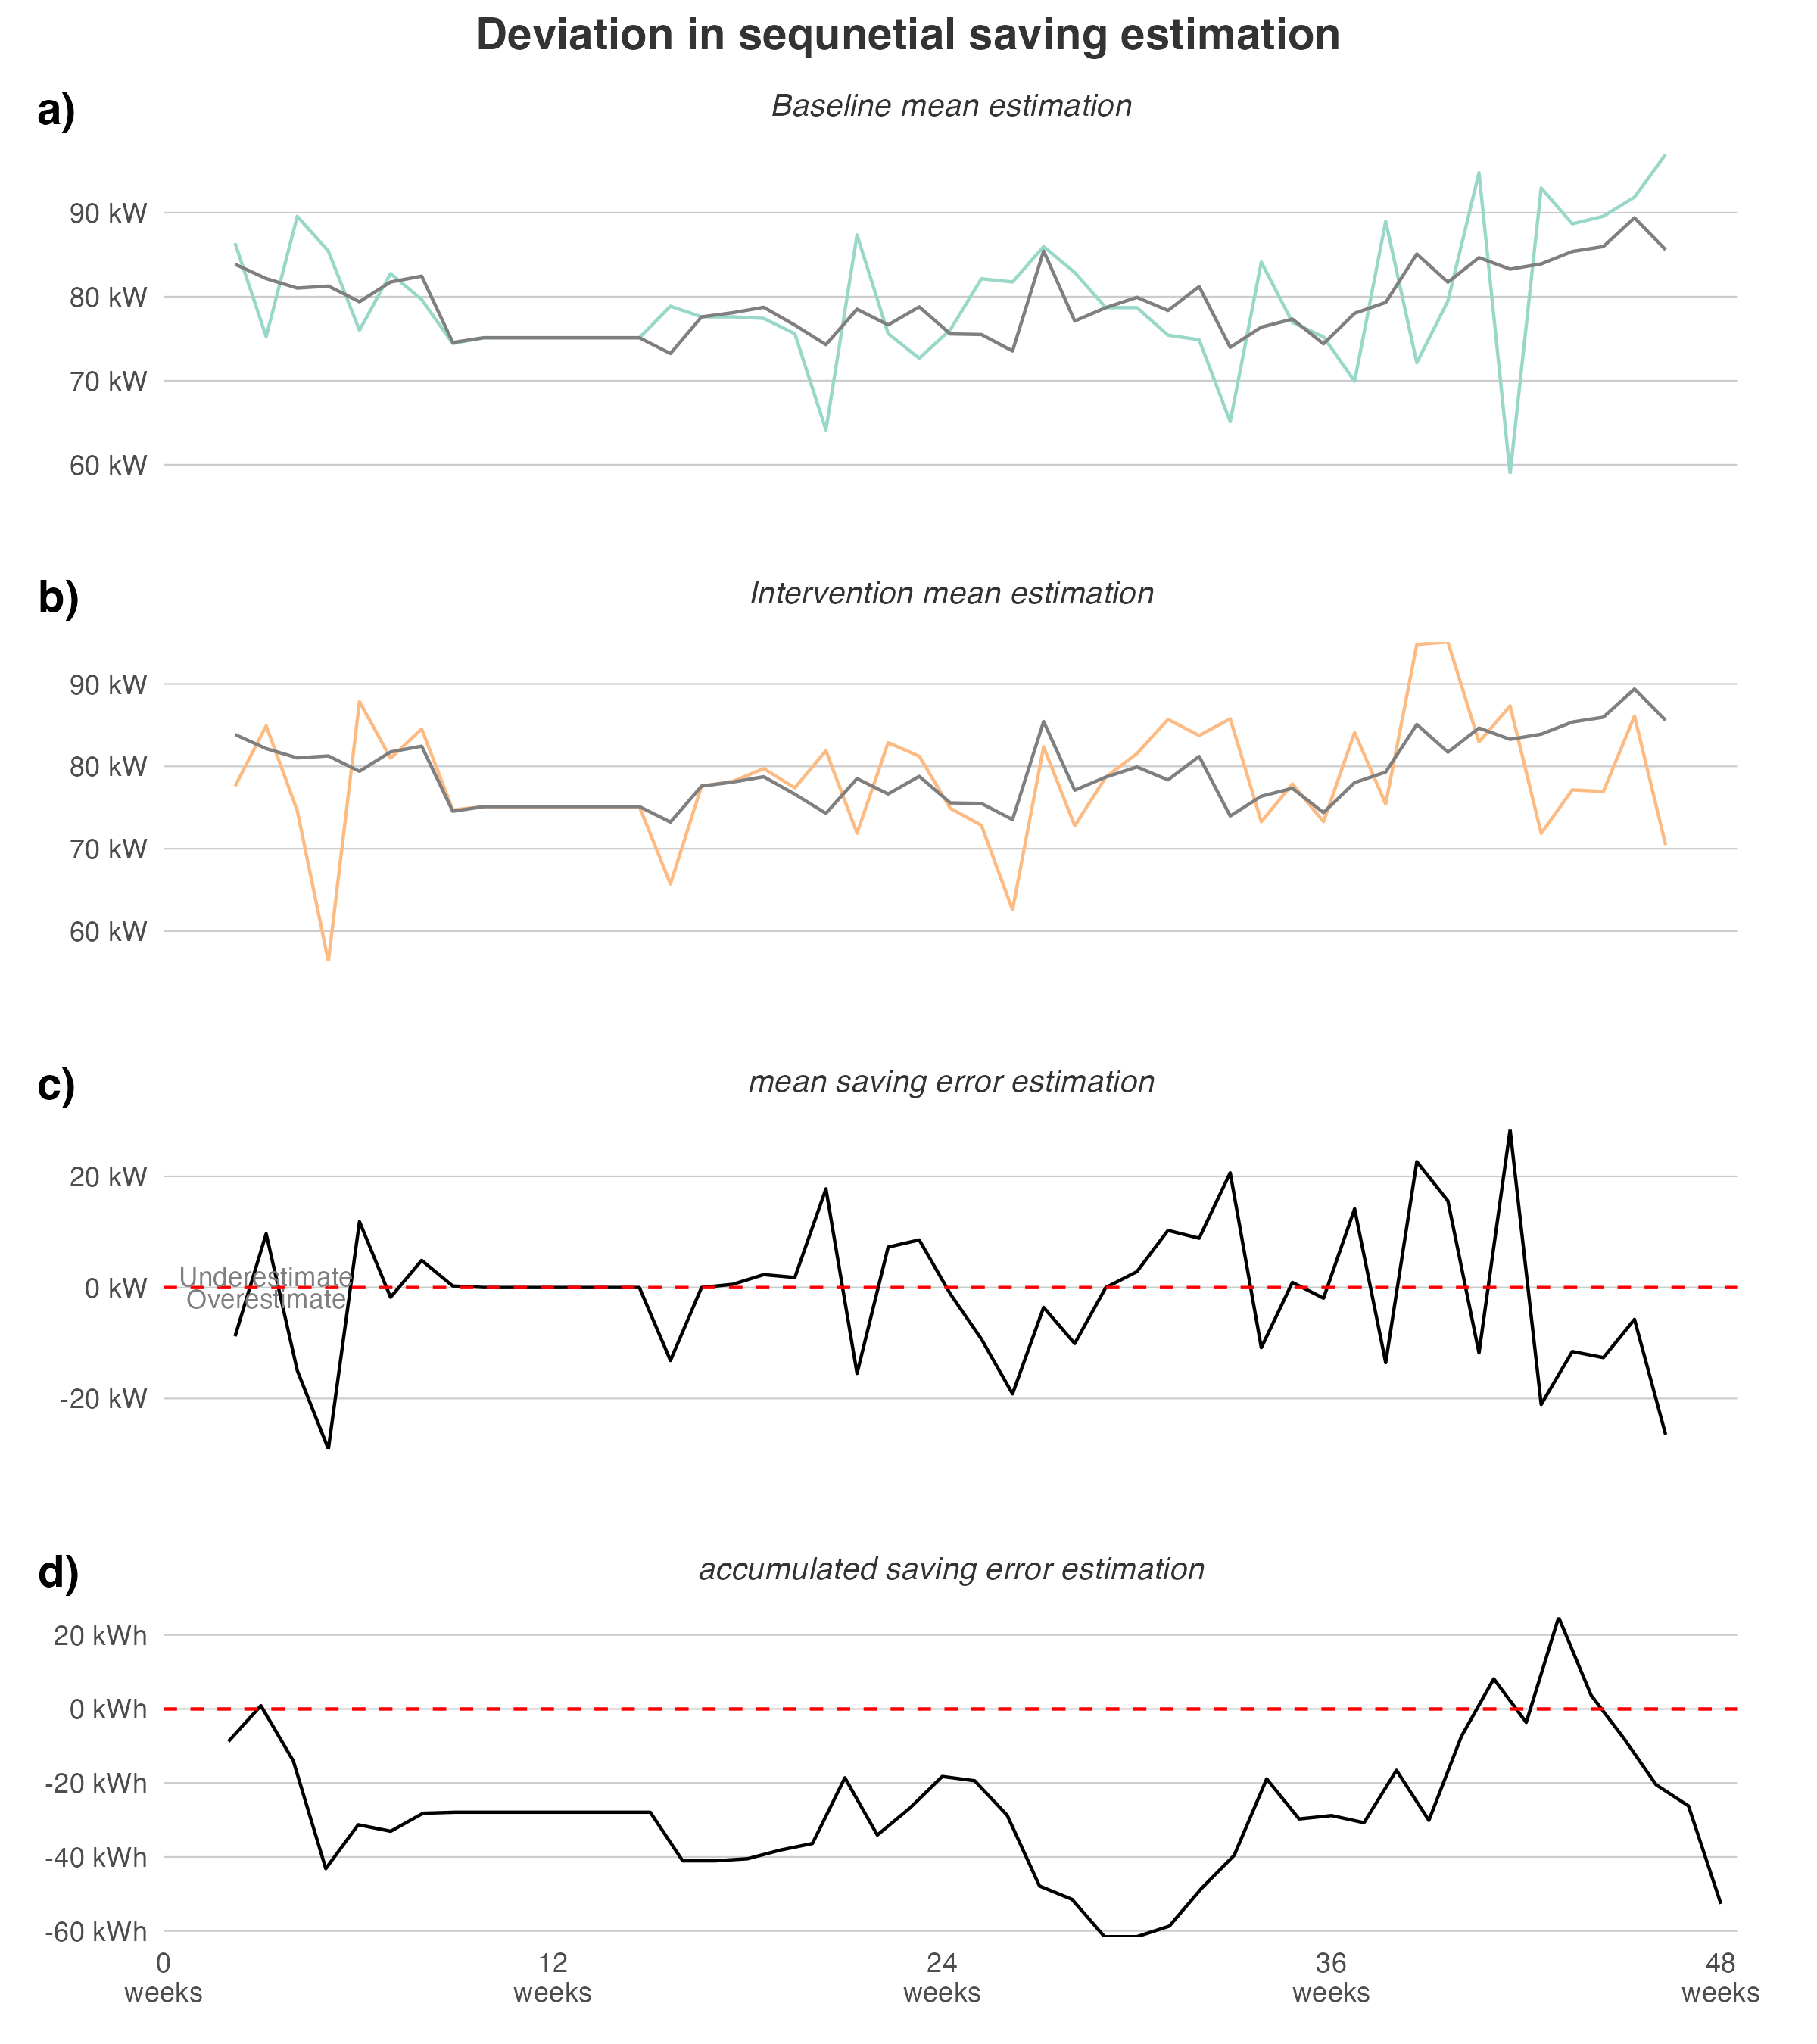 Deviation in sequnetial saving estimation
a)
Baseline mean estimation
90 kW
80 kW
70 kW
60 kW
b)
Intervention mean estimation
90 kW
80 kW
70 kW
60 kW
c)
mean saving error estimation
20 kW
Underestimate
0 kW
Overestimate
-20 kW
d)
accumulated saving error estimation
20 kWh
0 kWh
-20 kWh
-40 kWh
-60 kWh
0 12 24 36 48
weeks weeks weeks weeks weeks